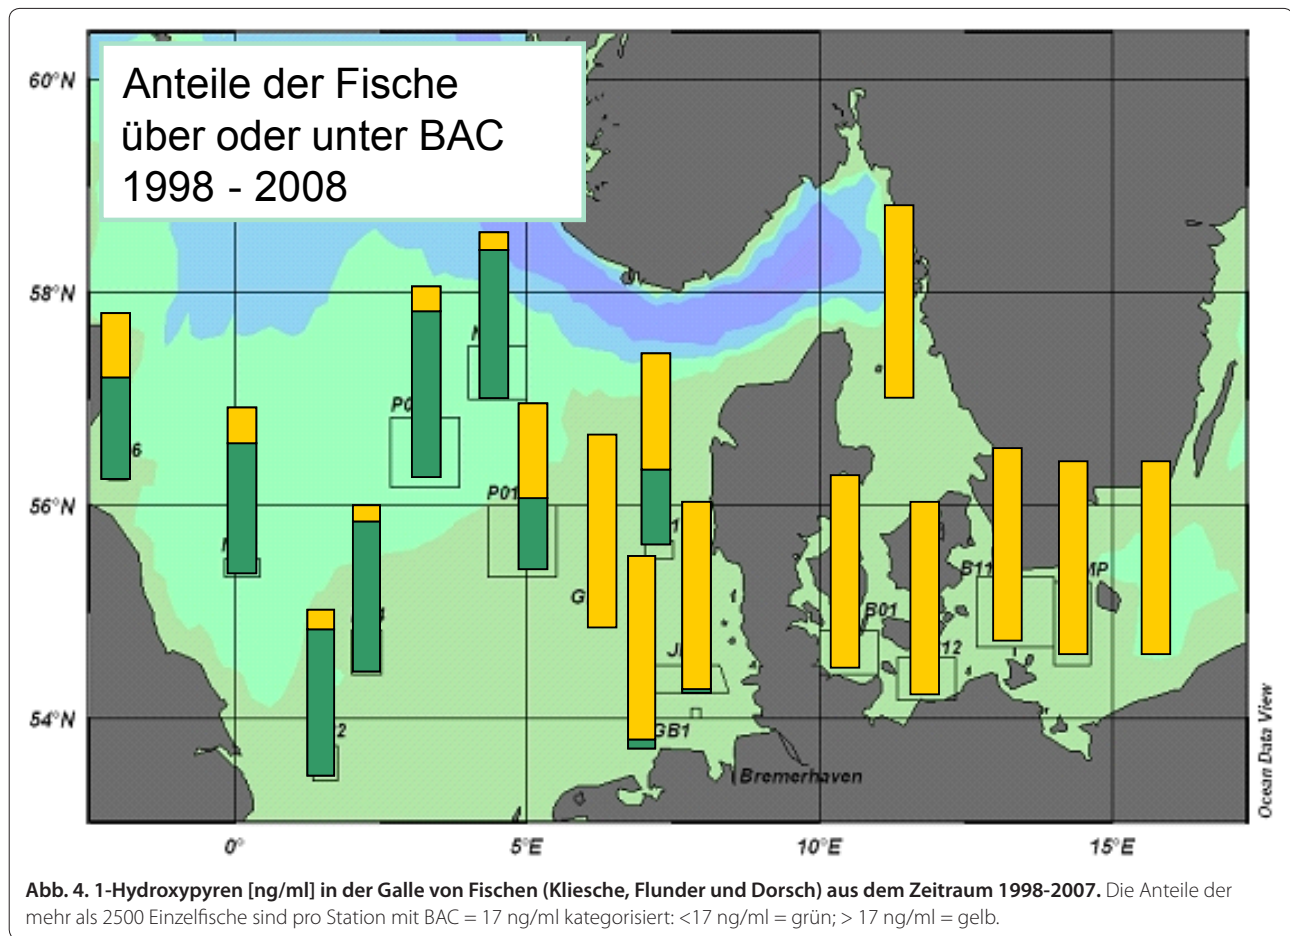 Anteile der Fische
über oder unter BAC
1998 - 2008
60°N
58°N
P01
56°N
B11
B01
12
54°N
GB1
Bremerhaven
Ocean Data View
0°
5°E
10°E
15°E
Abb. 4. 1-Hydroxypyren [ng/ml] in der Galle von Fischen (Kliesche, Flunder und Dorsch) aus dem Zeitraum 1998-2007. Die Anteile der
mehr als 2500 Einzelfische sind pro Station mit BAC = 17 ng/ml kategorisiert: <17 ng/ml = grün; > 17 ng/ml = gelb.